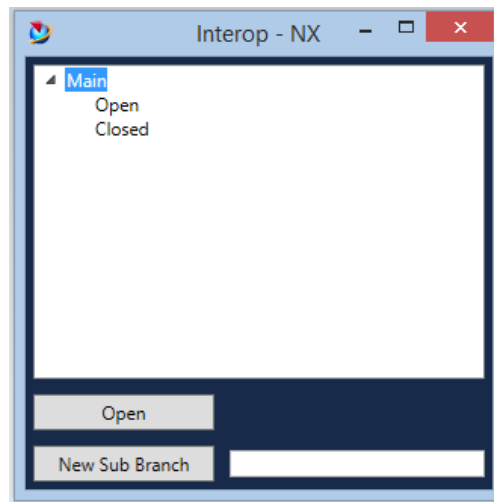 Interop - NX
Main
Open
Closed
Open
New Sub Branch